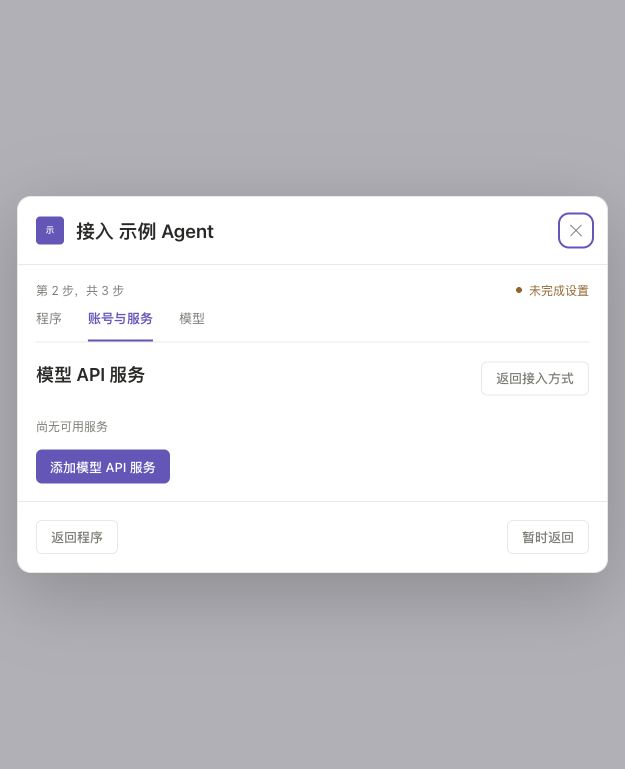 示
接入 示例 Agent
第 2 步，共 3 步
未完成设置
程序
账号与服务
模型
模型 API 服务
返回接入方式
尚无可用服务
添加模型 API 服务
返回程序
暂时返回